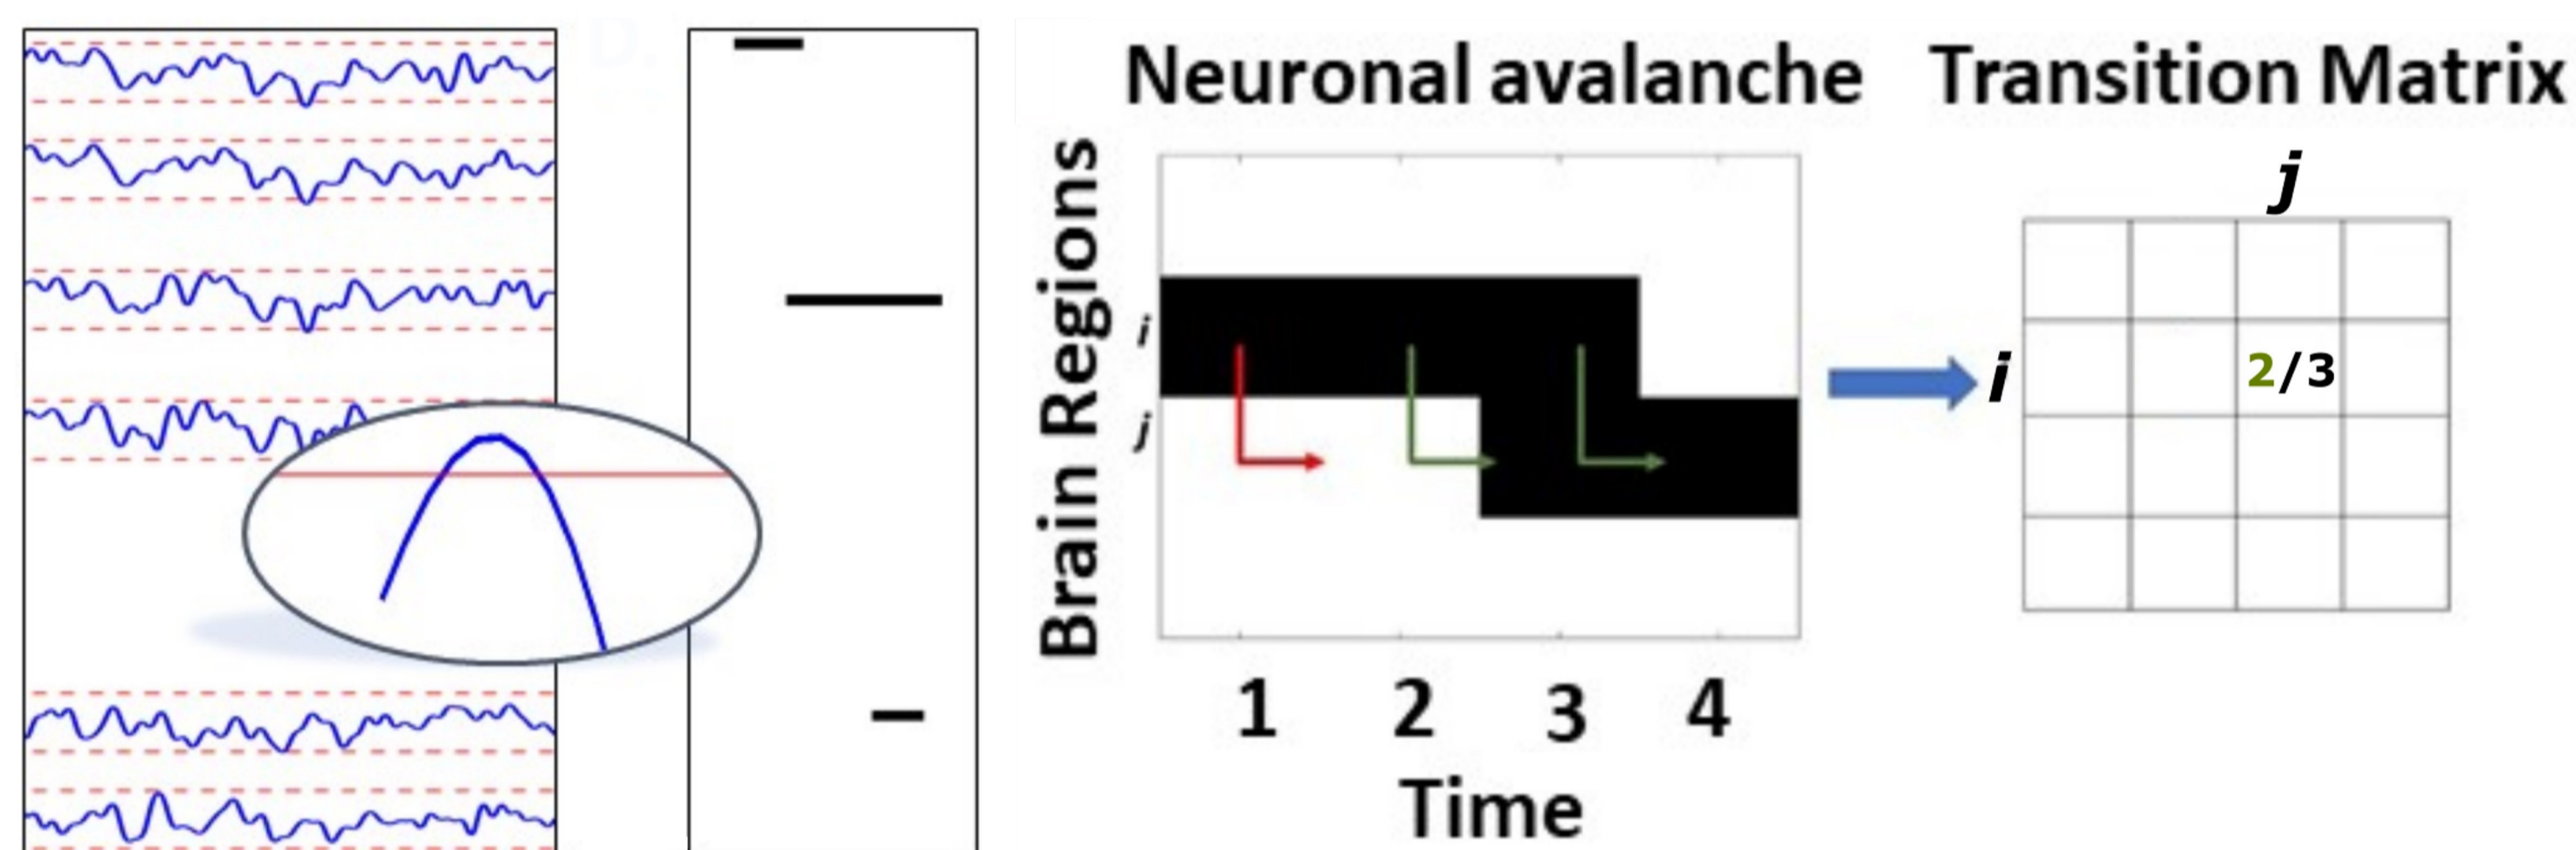 Neuronal avalanche
Transition Matrix
Brain Regions
i
j
1 2 3 4
Time
j
i
2/3